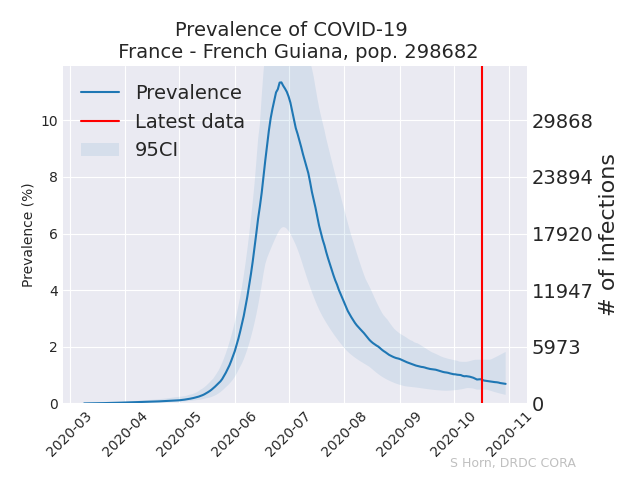 Prevalence of COVID-19
France - French Guiana, pop. 298682
Prevalence
Latest data
95CI
Prevalence (%)
10
8
6
4
2
0
29868
23894
17920
11947
5973
0
# of infections
2020-03
2020-04
2020-05
2020-06
2020-07
2020-08
2020-09
2020-10
2020-11
S Horn, DRDC CORA